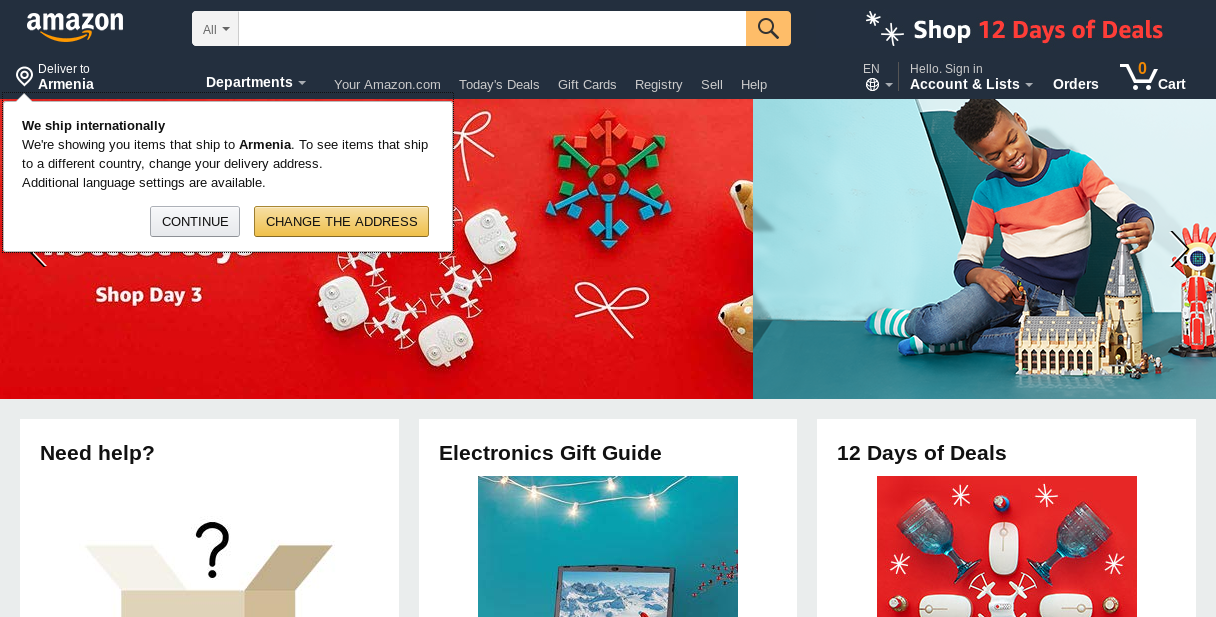 amazon
All
Shop 12 Days of Deals
Deliver to
Armenia
Departments
Your Amazon.com
Today's Deals
Gift Cards
Registry
Sell
Help
EN
Hello. Sign in
Account & Lists
Orders
0
Cart
We ship internationally
We're showing you items that ship to Armenia. To see items that ship
to a different country, change your delivery address.
Additional language settings are available.
CONTINUE
CHANGE THE ADDRESS
Shop Day 3
Need help?
Electronics Gift Guide
12 Days of Deals
?